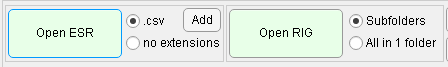 Open ESR
.csv
Add
no extensions
Open RIG
Subfolders
All in 1 folder